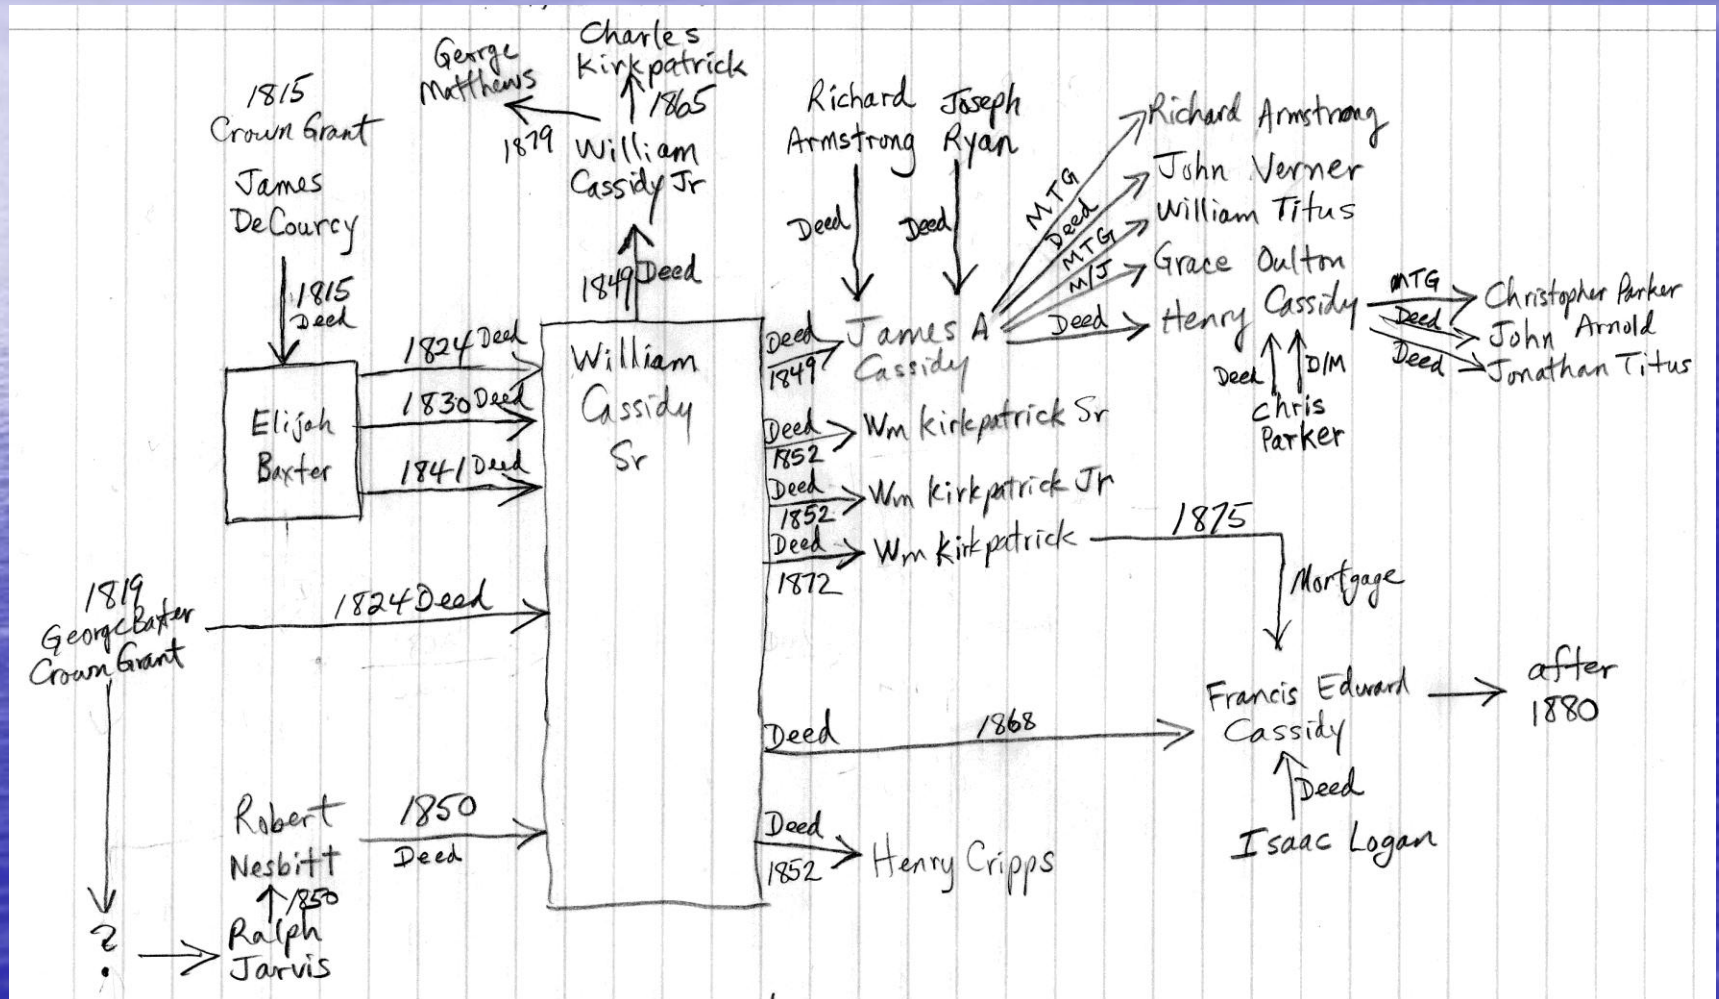 1815
Crown Grant
James
DeCourcy
1815
Deed
Elijah
Baxter
1824 Deed
1830 Deed
1841 Deed
1819
George Baxter
Crown Grant
1824 Deed
?
Ralph
Jarvis
1850
Robert
Nesbitt
1850
Deed
George
Matthews
1879
Charles
Kirkpatrick
1865
William
Cassidy Jr
1849 Deed
William
Cassidy
Sr
Richard
Armstrong
Deed
Joseph
Ryan
Deed
Deed
1849
James A
Cassidy
Deed
1852
Wm Kirkpatrick Sr
Deed
1852
Wm Kirkpatrick Jr
Deed
1872
Wm Kirkpatrick
1875
Mortgage
MTG
Richard Armstrong
Deed
John Verner
MTG
William Titus
M/J
Grace Oulton
Deed
Henry Cassidy
MTG
Christopher Parker
Deed
John Arnold
Deed
Jonathan Titus
Deed
D/M
Chris
Parker
Deed
1868
Francis Edward
Cassidy
after
1880
Deed
Isaac Logan
Deed
1852
Henry Cripps